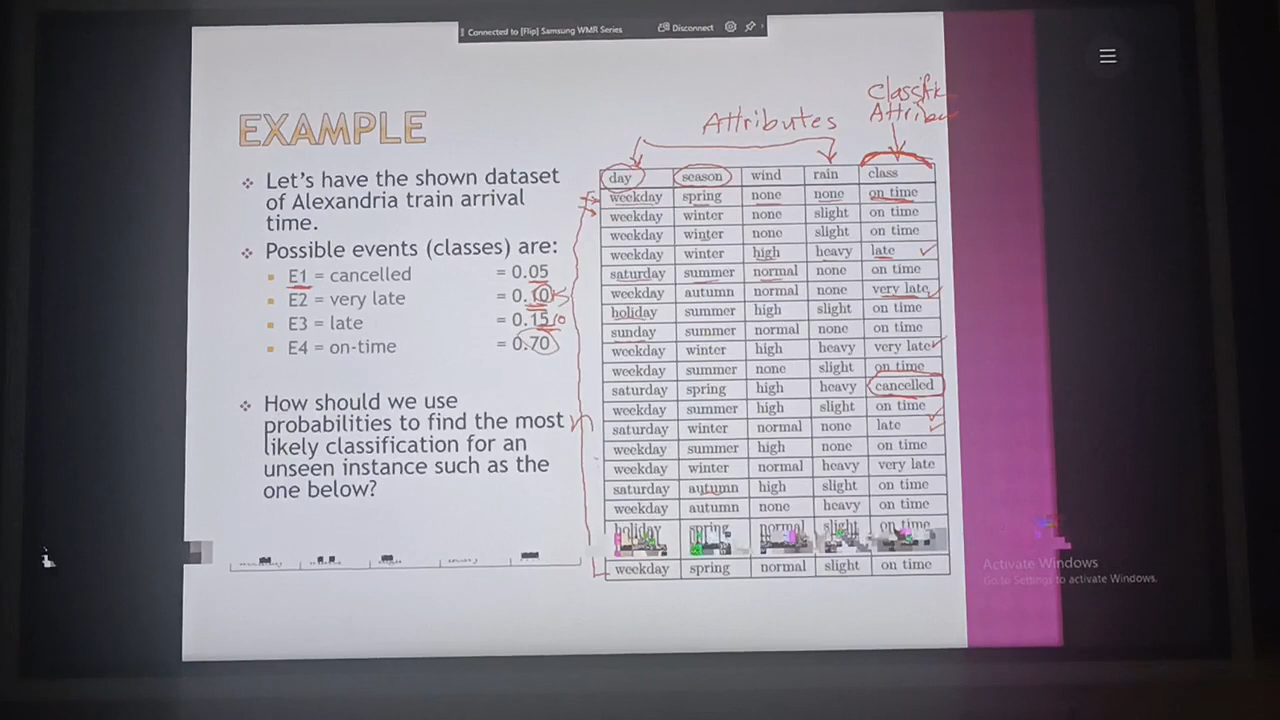 Connected to [Flip] Samsung WMR Series Disconnect
EXAMPLE
Let's have the shown dataset
of Alexandria train arrival
time.
Possible events (classes) are:
E1 = cancelled = 0.05
E2 = very late = 0.10
E3 = late = 0.15
E4 = on-time = 0.70
How should we use
probabilities to find the most
likely classification for an
unseen instance such as the
one below?
Attributes
day season wind rain class
weekday spring none none on time
weekday winter none slight on time
weekday winter none slight on time
weekday winter high heavy late
saturday summer normal none on time
weekday autumn normal none very late
holiday summer high slight on time
sunday summer normal none on time
weekday winter high heavy very late
weekday summer none slight on time
saturday spring high heavy cancelled
weekday summer high slight on time
saturday winter normal none late
weekday summer high none on time
weekday winter normal heavy very late
saturday autumn high slight on time
weekday autumn none heavy on time
holiday spring normal slight on time
weekday spring normal slight on time
Activate Windows
Go to Settings to activate Windows.